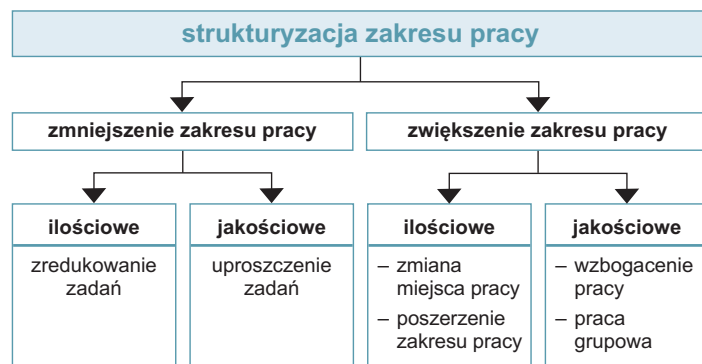 strukturyzacja zakresu pracy
zmniejszenie zakresu pracy
zwiększenie zakresu pracy
ilościowe
zredukowanie
zadań
jakościowe
uproszczenie
zadań
ilościowe
– zmiana
miejsca pracy
– poszerzenie
zakresu pracy
jakościowe
– wzbogacenie
pracy
– praca
grupowa